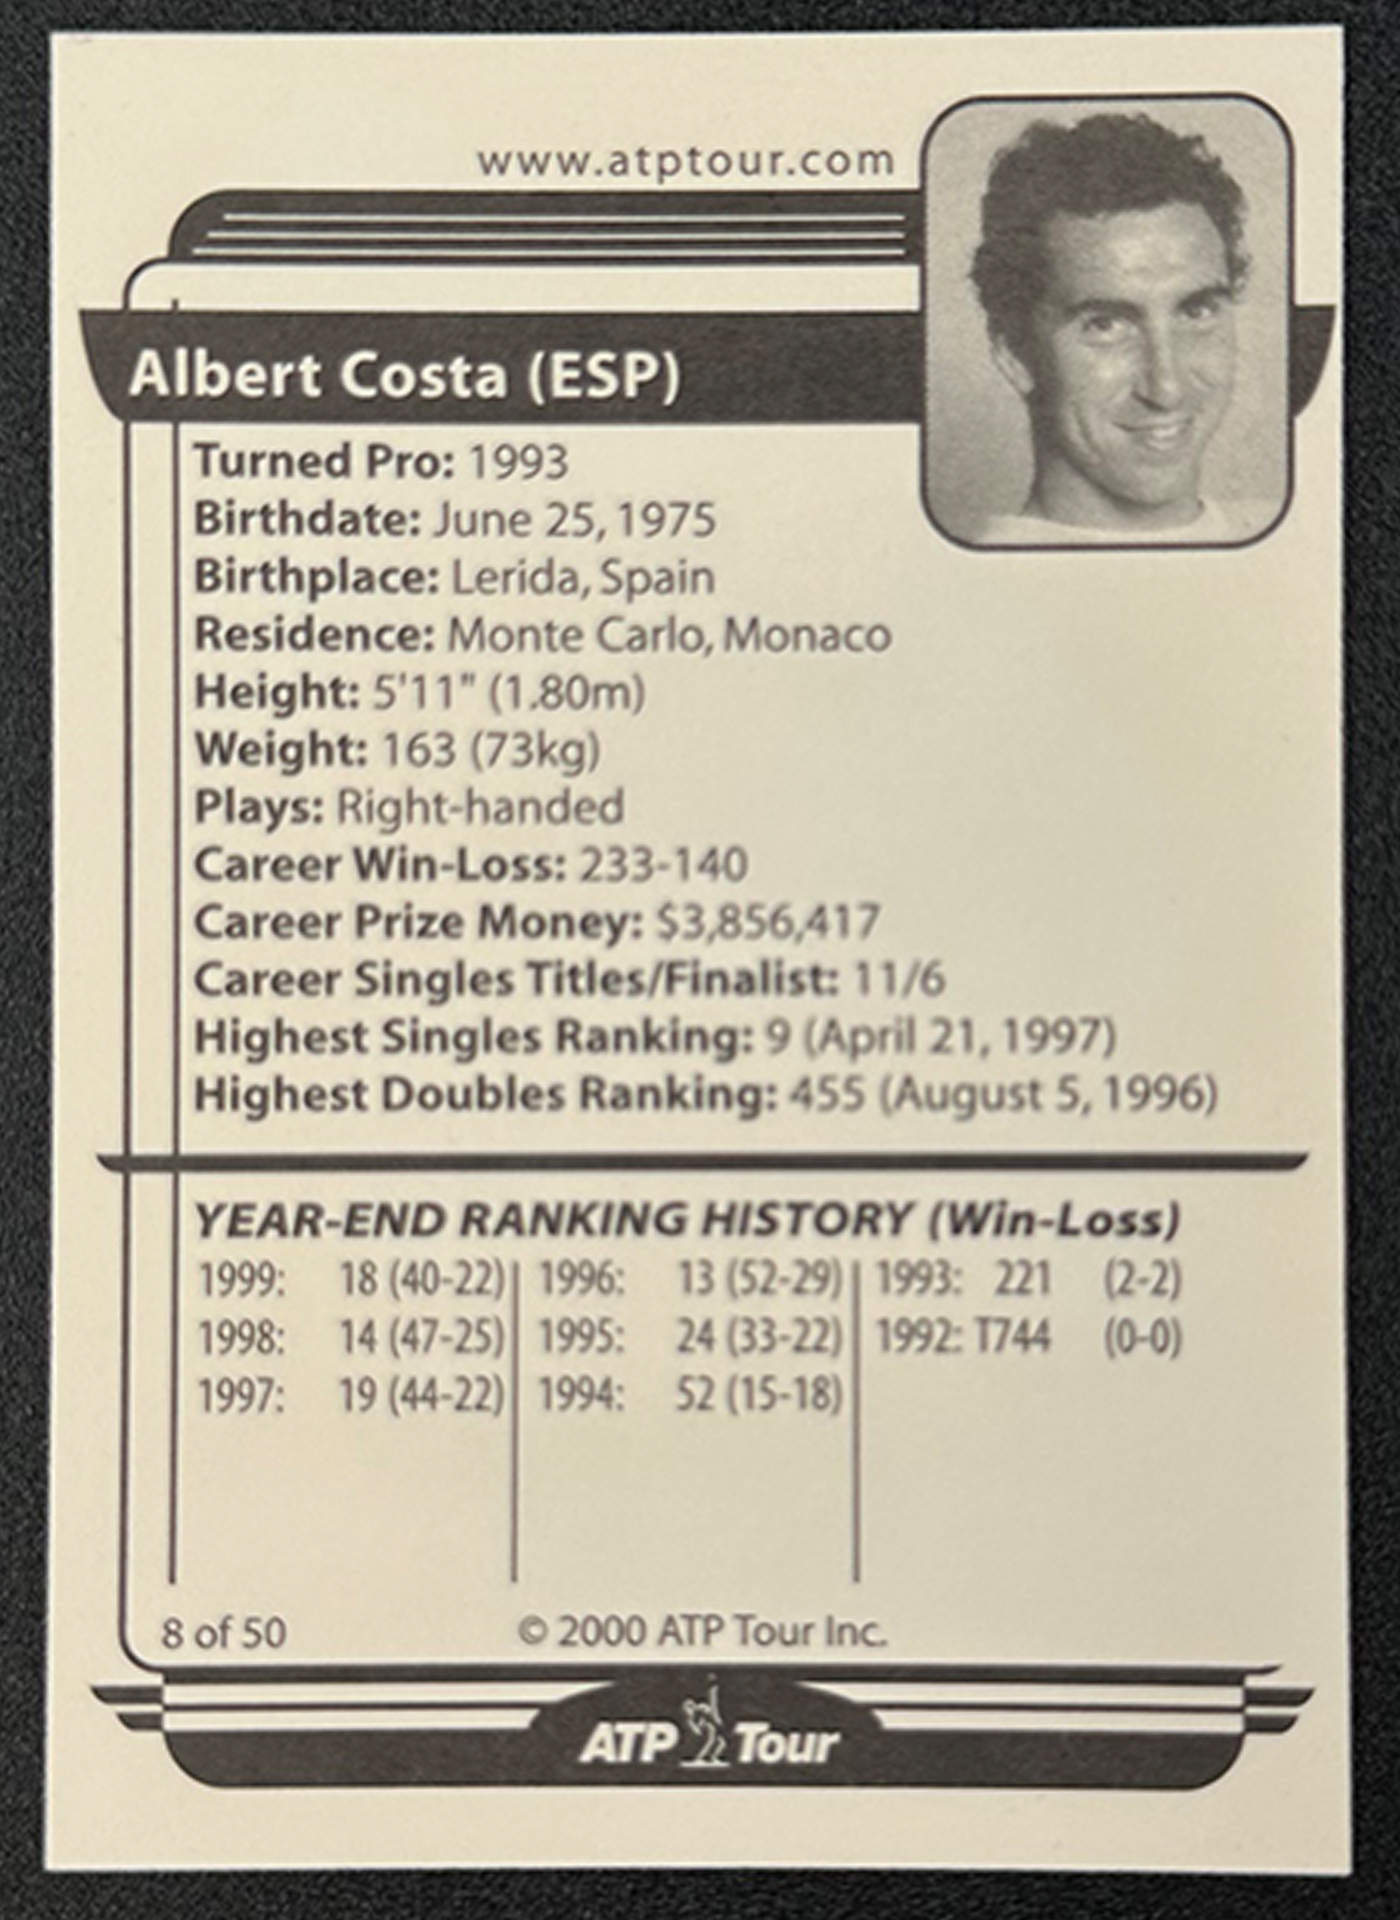 www.atptour.com
Albert Costa (ESP)
Turned Pro: 1993
Birthdate: June 25, 1975
Birthplace: Lerida, Spain
Residence: Monte Carlo, Monaco
Height: 5'11" (1.80m)
Weight: 163 (73kg)
Plays: Right-handed
Career Win-Loss: 233-140
Career Prize Money: $3,856,417
Career Singles Titles/Finalist: 11/6
Highest Singles Ranking: 9 (April 21, 1997)
Highest Doubles Ranking: 455 (August 5, 1996)
YEAR-END RANKING HISTORY (Win-Loss)
1999: 18 (40-22) 1996: 13 (52-29) 1993: 221 (2-2)
1998: 14 (47-25) 1995: 24 (33-22) 1992: T744 (0-0)
1997: 19 (44-22) 1994: 52 (15-18)
8 of 50 © 2000 ATP Tour Inc.
ATP Tour